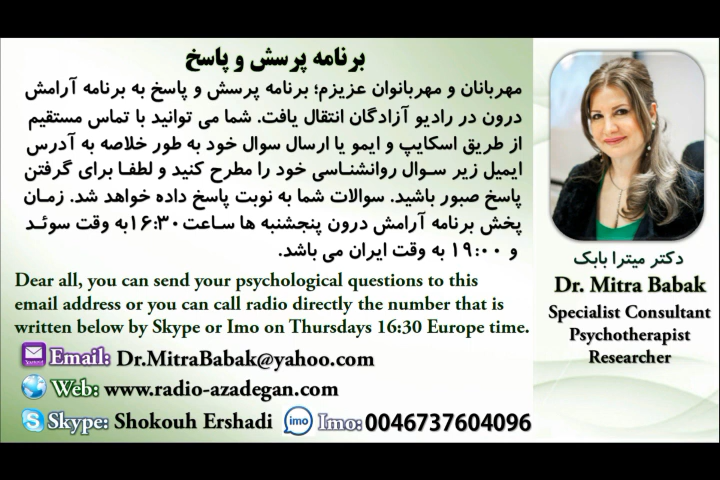 برنامه پرسش و پاسخ
مهربانان و مهربانوان عزیزم؛ برنامه پرسش و پاسخ به برنامه آرامش
درون در رادیو آزادگان انتقال یافت. شما می توانید با تماس مستقیم
از طریق اسکایپ و ایمو یا ارسال سوال خود به طور خلاصه به آدرس
ایمیل زیر سوال روانشناسی خود را مطرح کنید و لطفا برای گرفتن
پاسخ صبور باشید. سوالات شما به نوبت پاسخ داده خواهد شد. زمان
پخش برنامه آرامش درون پنجشنبه ها ساعت ۱۶:۳۰به وقت سوئد
و ۱۹:۰۰ به وقت ایران می باشد.
Dear all, you can send your psychological questions to this
email address or you can call radio directly the number that is
written below by Skype or Imo on Thursdays 16:30 Europe time.
Email: Dr.MitraBabak@yahoo.com
Web: www.radio-azadegan.com
Skype: Shokouh Ershadi imo Imo: 0046737604096
دکتر میترا بابک
Dr. Mitra Babak
Specialist Consultant
Psychotherapist
Researcher